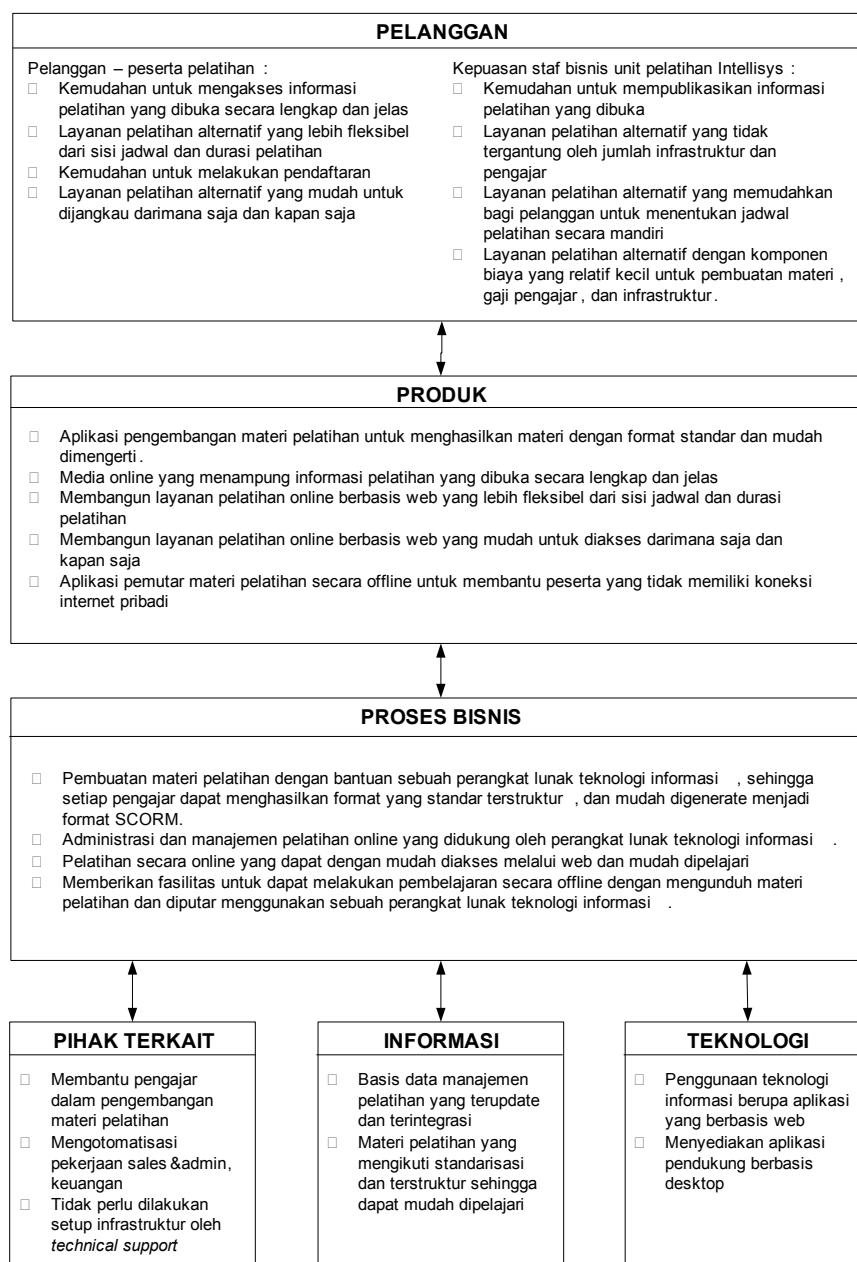 PELANGGAN
Pelanggan – peserta pelatihan :
□ Kemudahan untuk mengakses informasi
pelatihan yang dibuka secara lengkap dan jelas
□ Layanan pelatihan alternatif yang lebih fleksibel
dari sisi jadwal dan durasi pelatihan
□ Kemudahan untuk melakukan pendaftaran
□ Layanan pelatihan alternatif yang mudah untuk
dijangkau darimana saja dan kapan saja
Kepuasan staf bisnis unit pelatihan Intellisys :
□ Kemudahan untuk mempublikasikan informasi
pelatihan yang dibuka
□ Layanan pelatihan alternatif yang tidak
tergantung oleh jumlah infrastruktur dan
pengajar
□ Layanan pelatihan alternatif yang memudahkan
bagi pelanggan untuk menentukan jadwal
pelatihan secara mandiri
□ Layanan pelatihan alternatif dengan komponen
biaya yang relatif kecil untuk pembuatan materi ,
gaji pengajar , dan infrastruktur .
PRODUK
□ Aplikasi pengembangan materi pelatihan untuk menghasilkan materi dengan format standar dan mudah
dimengerti .
□ Media online yang menampung informasi pelatihan yang dibuka secara lengkap dan jelas
□ Membangun layanan pelatihan online berbasis web yang lebih fleksibel dari sisi jadwal dan durasi
pelatihan
□ Membangun layanan pelatihan online berbasis web yang mudah untuk diakses darimana saja dan
kapan saja
□ Aplikasi pemutar materi pelatihan secara offline untuk membantu peserta yang tidak memiliki koneksi
internet pribadi
PROSES BISNIS
□ Pembuatan materi pelatihan dengan bantuan sebuah perangkat lunak teknologi informasi , sehingga
setiap pengajar dapat menghasilkan format yang standar terstruktur , dan mudah digenerate menjadi
format SCORM.
□ Administrasi dan manajemen pelatihan online yang didukung oleh perangkat lunak teknologi informasi .
□ Pelatihan secara online yang dapat dengan mudah diakses melalui web dan mudah dipelajari
□ Memberikan fasilitas untuk dapat melakukan pembelajaran secara offline dengan mengunduh materi
pelatihan dan diputar menggunakan sebuah perangkat lunak teknologi informasi .
PIHAK TERKAIT
□ Membantu pengajar
dalam pengembangan
materi pelatihan
□ Mengotomatisasi
pekerjaan sales &admin,
keuangan
□ Tidak perlu dilakukan
setup infrastruktur oleh
technical support
INFORMASI
□ Basis data manajemen
pelatihan yang terupdate
dan terintegrasi
□ Materi pelatihan yang
mengikuti standarisasi
dan terstruktur sehingga
dapat mudah dipelajari
TEKNOLOGI
□ Penggunaan teknologi
informasi berupa aplikasi
yang berbasis web
□ Menyediakan aplikasi
pendukung berbasis
desktop